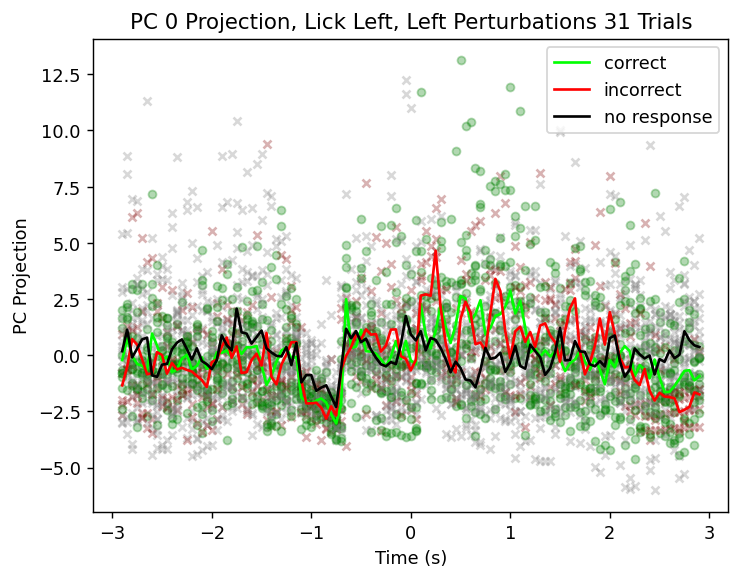 PC 0 Projection, Lick Left, Left Perturbations 31 Trials
correct
incorrect
no response
12.5
10.0
7.5
5.0
2.5
0.0
−2.5
−5.0
PC Projection
−3
−2
−1
0
1
2
3
Time (s)